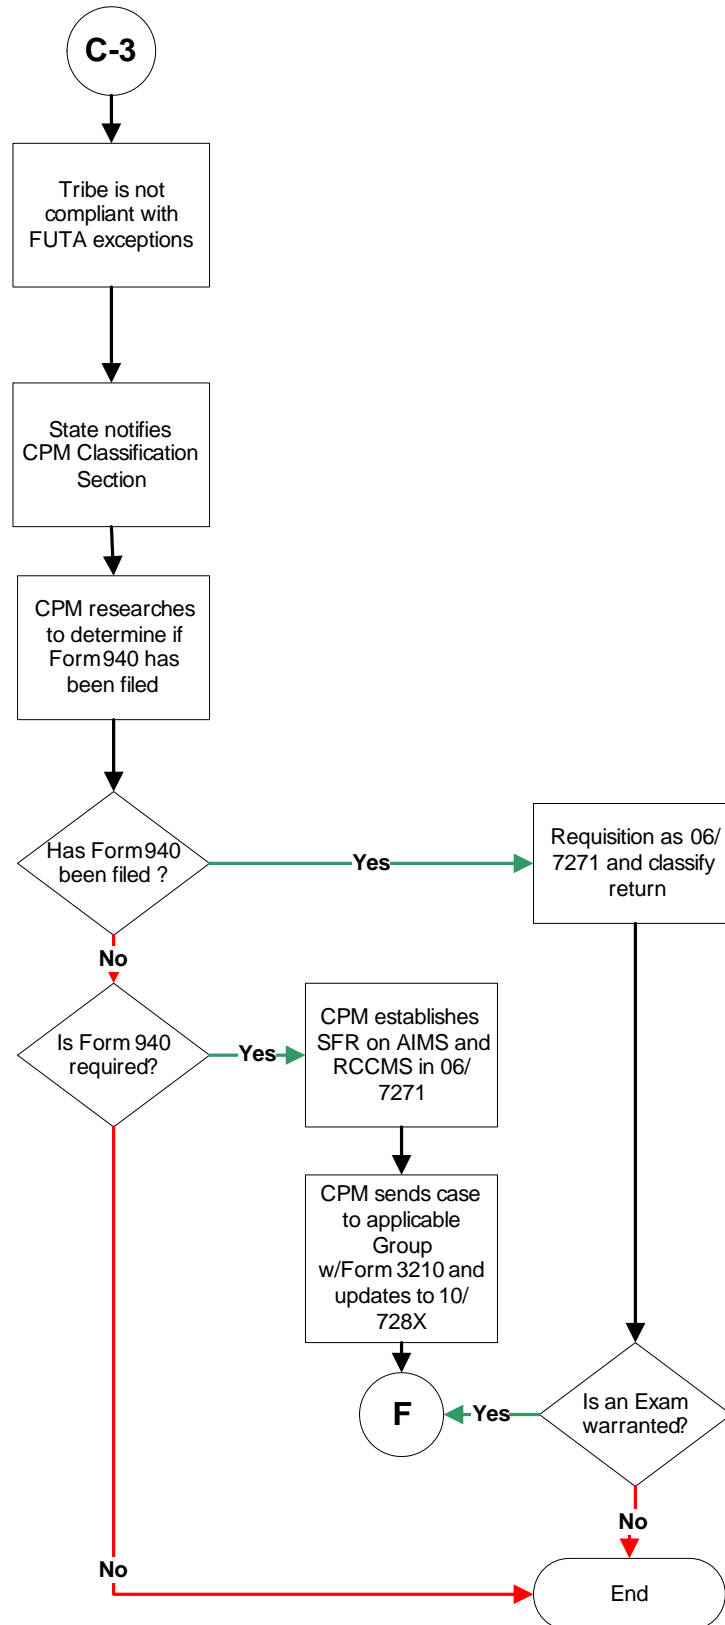 C-3
Tribe is not
compliant with
FUTA exceptions
State notifies
CPM Classification
Section
CPM researches
to determine if
Form 940 has
been filed
Has Form 940
been filed ?
Yes
Requisition as 06/
7271 and classify
return
No
Is Form 940
required?
Yes
CPM establishes
SFR on AIMS and
RCCMS in 06/
7271
CPM sends case
to applicable
Group
w/Form 3210 and
updates to 10/
728X
F
Yes
Is an Exam
warranted?
No
No
End